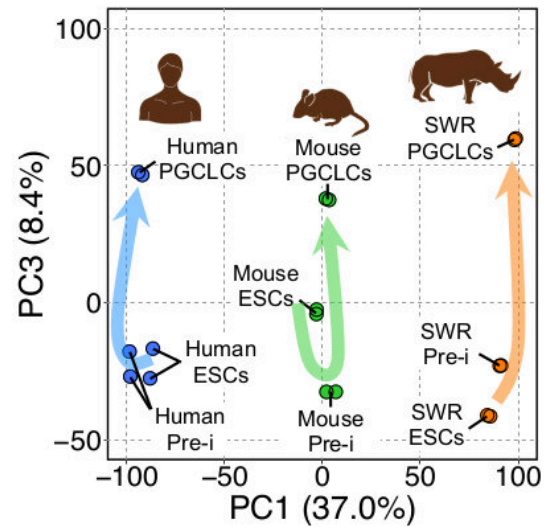 100
50
0
−50
PC3 (8.4%)
Human
PGCLCs
Mouse
PGCLCs
SWR
PGCLCs
Mouse
ESCs
Human
ESCs
Human
Pre-i
Mouse
Pre-i
SWR
Pre-i
SWR
ESCs
−100
−50
0
50
100
PC1 (37.0%)